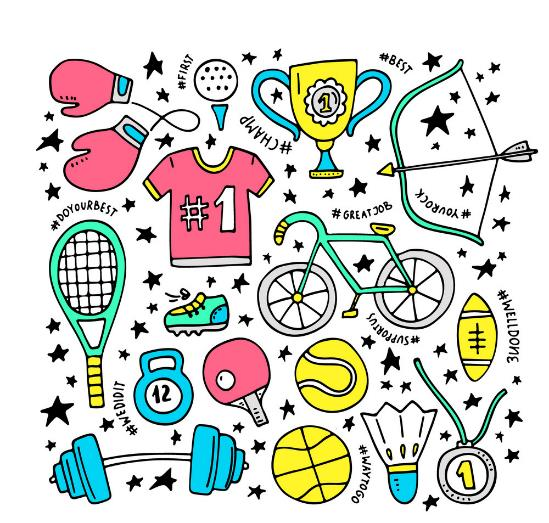 #FIRST
#BEST
1
#CHAMP
#1
#YOUROCK
#DOYOURBEST
#GREATJOB
#SUPPORTUS
#WELLDONE
12
#WEDIDIT
#WAYTOGO
1